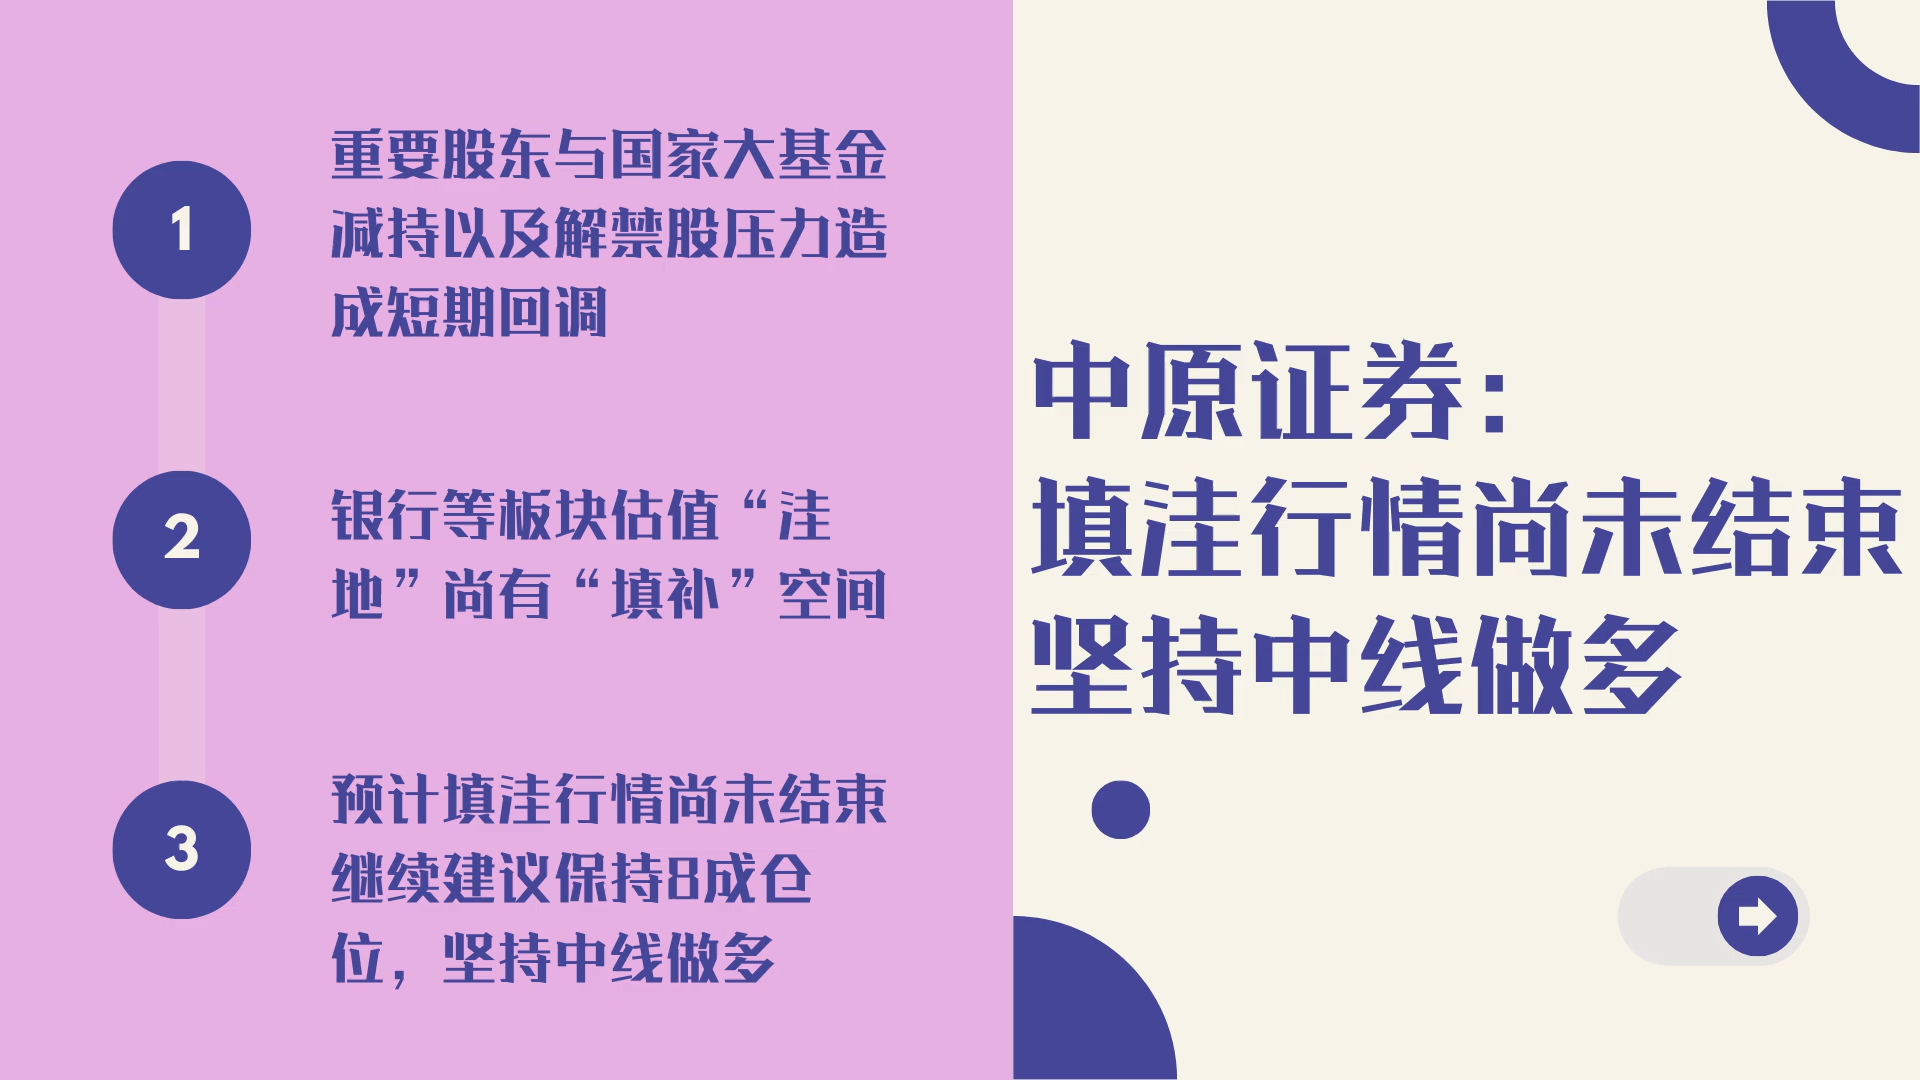 1
重要股东与国家大基金
减持以及解禁股压力造
成短期回调
2
银行等板块估值“洼
地”尚有“填补”空间
3
预计填洼行情尚未结束
继续建议保持8成仓
位，坚持中线做多
中原证券：
填洼行情尚未结束
坚持中线做多